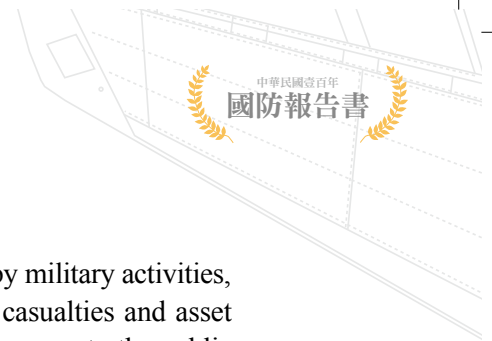 中華民國壹百年
國防報告書
by military activities,
casualties and asset